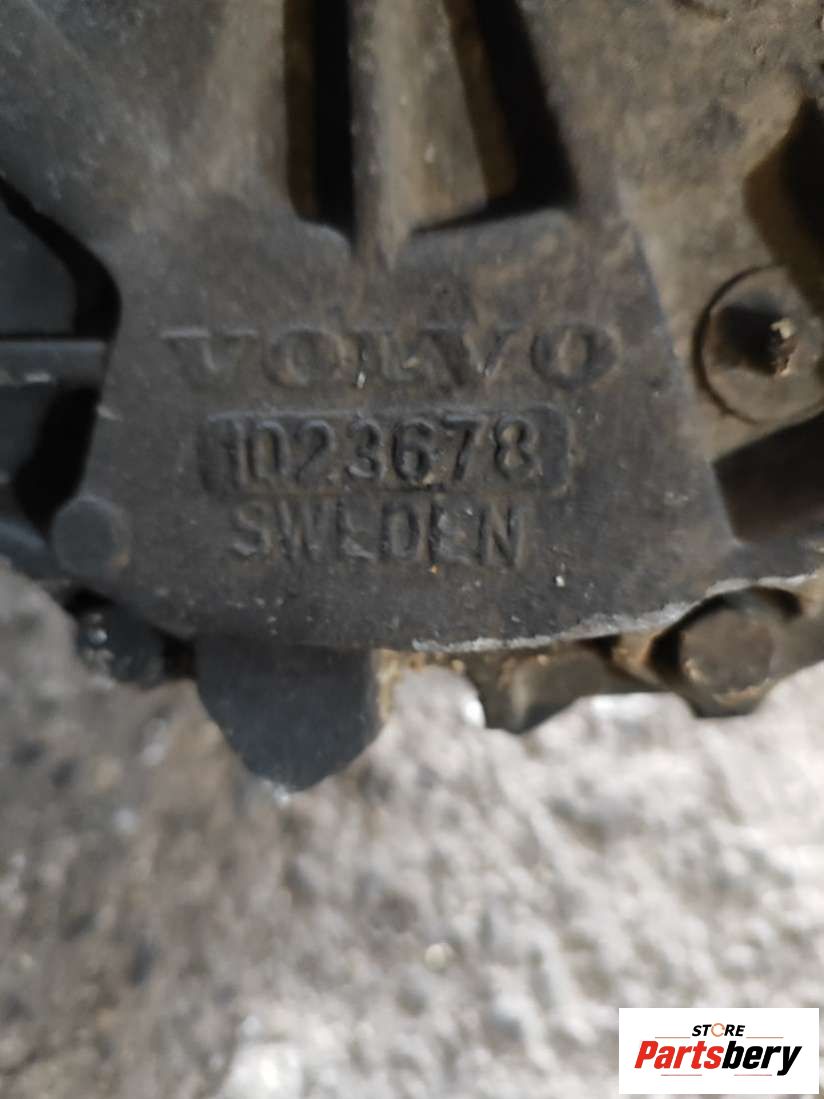 VOLVO
1023678
SWEDEN
STORE
Partsbery